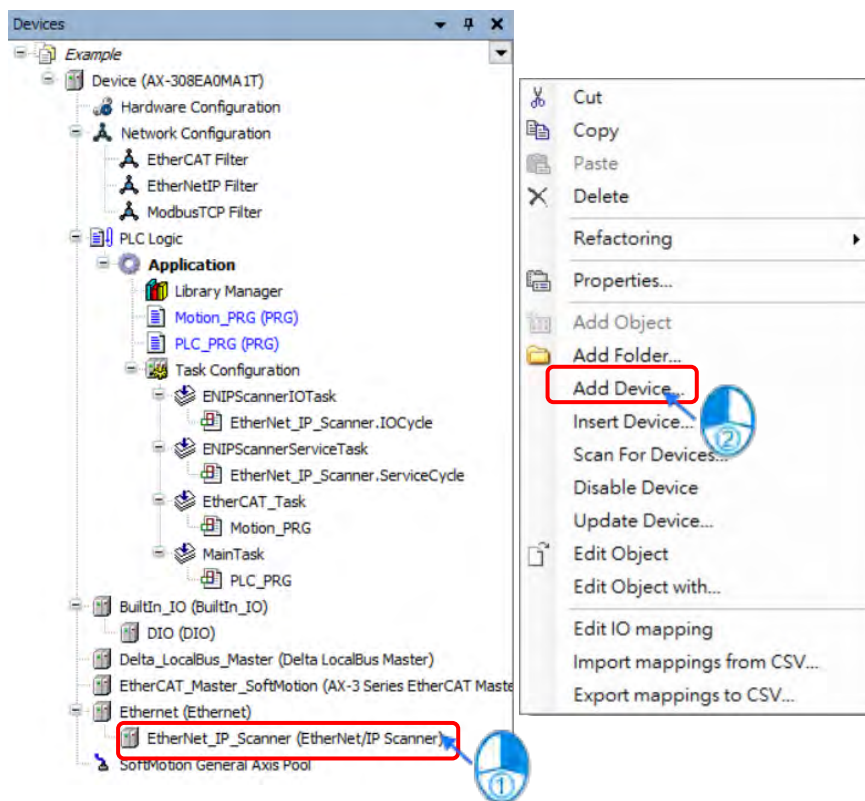 Devices
Example
Device (AX-308EA0MA1T)
Hardware Configuration
Network Configuration
EtherCAT Filter
EtherNetIP Filter
ModbusTCP Filter
PLC Logic
Application
Library Manager
Motion_PRG (PRG)
PLC_PRG (PRG)
Task Configuration
ENIPScannerIOTask
EtherNet_IP_Scanner.IOCycle
ENIPScannerServiceTask
EtherNet_IP_Scanner.ServiceCycle
EtherCAT_Task
Motion_PRG
MainTask
PLC_PRG
BuiltIn_IO (BuiltIn_IO)
DIO (DIO)
Delta_LocalBus_Master (Delta LocalBus Master)
EtherCAT_Master_SoftMotion (AX-3 Series EtherCAT Maste
Ethernet (Ethernet)
EtherNet_IP_Scanner (EtherNet/IP Scanner)
SoftMotion General Axis Pool
①
Cut
Copy
Paste
Delete
Refactoring
Properties...
Add Object
Add Folder...
Add Device...
②
Insert Device...
Scan For Devices...
Disable Device
Update Device...
Edit Object
Edit Object with...
Edit IO mapping
Import mappings from CSV...
Export mappings to CSV...